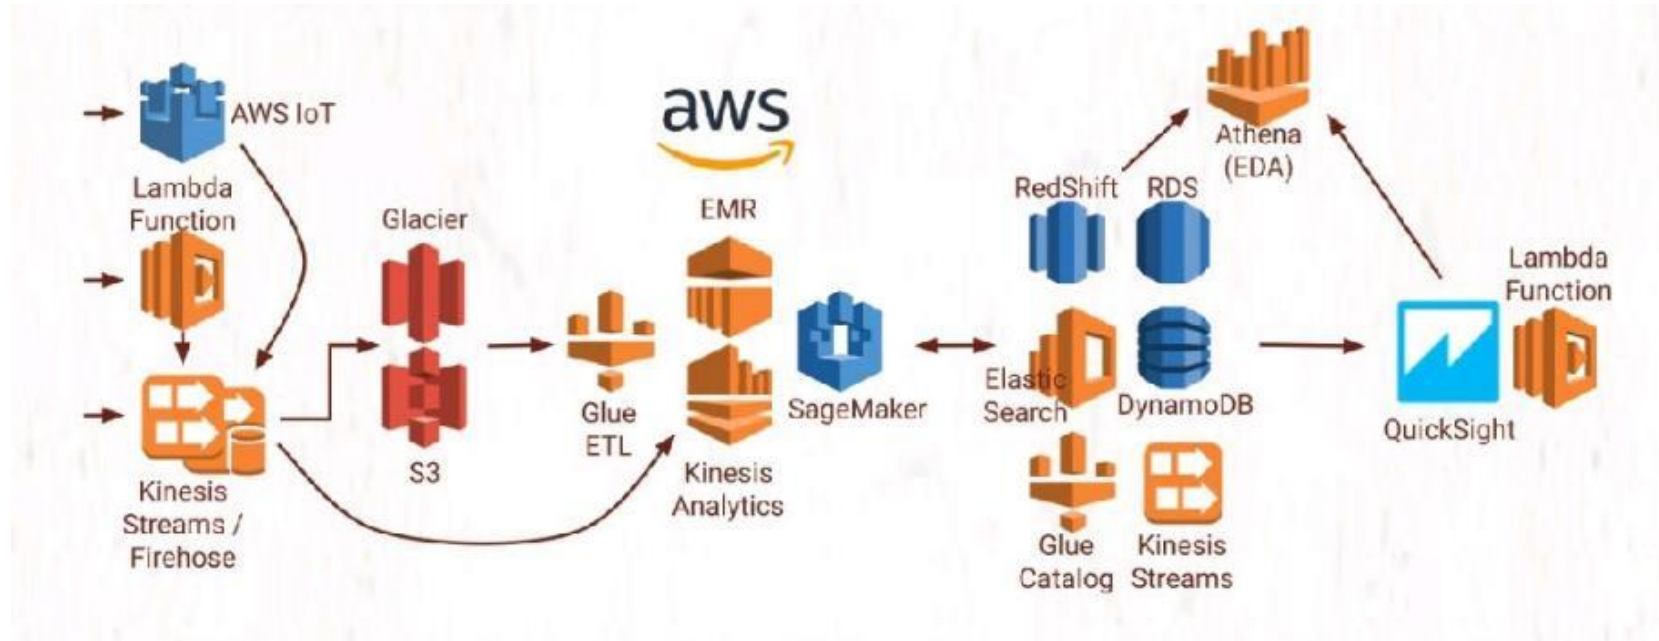 AWS IoT
Lambda
Function
Kinesis
Streams /
Firehose
Glacier
S3
Glue
ETL
aws
EMR
Kinesis
Analytics
SageMaker
RedShift
RDS
Elastic
Search
DynamoDB
Glue
Catalog
Kinesis
Streams
Athena
(EDA)
QuickSight
Lambda
Function